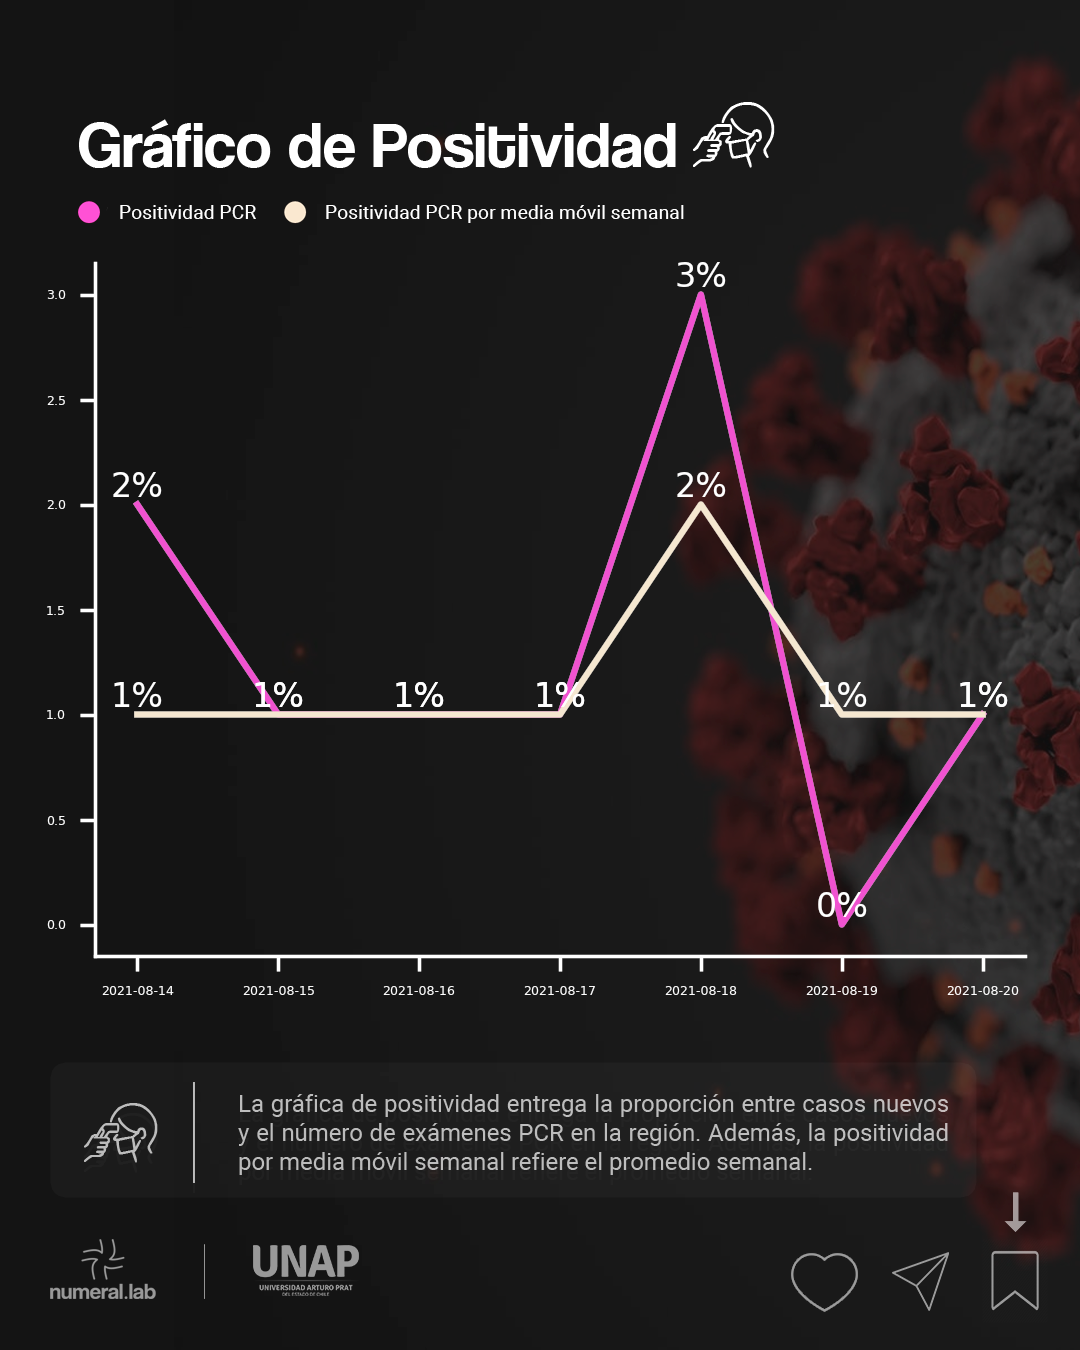 Gráfico de Positividad
Positividad PCR Positividad PCR por media móvil semanal
3%
3.0
2.5
2% 2%
2.0
1.5
1% 1% 1% 1% 1% 1%
1.0
0.5
0%
0.0
2021-08-14 2021-08-15 2021-08-16 2021-08-17 2021-08-18 2021-08-19 2021-08-20
La gráfica de positividad entrega la proporción entre casos nuevos
y el número de exámenes PCR en la región. Además, la positividad
por media móvil semanal refiere el promedio semanal.
numeral.lab
UNAP
UNIVERSIDAD ARTURO PRAT
DEL ESTADO DE CHILE